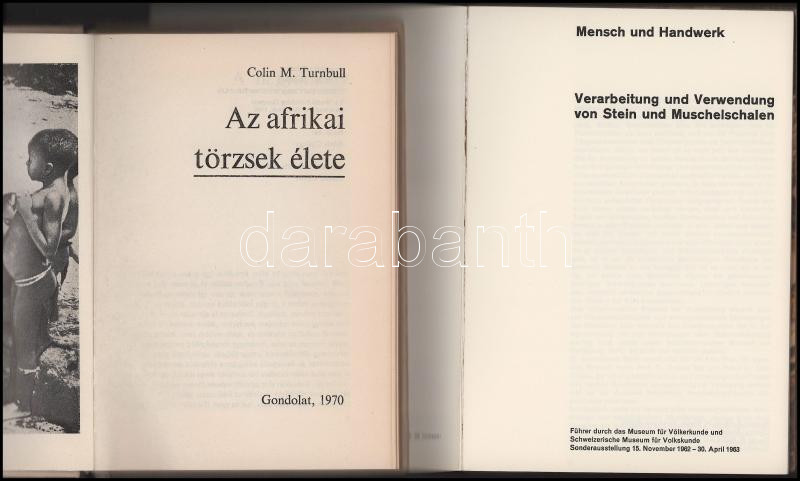 Colin M. Turnbull
Az afrikai
törzsek élete
Gondolat, 1970
Mensch und Handwerk
Verarbeitung und Verwendung
von Stein und Muschelschalen
Führer durch das Museum für Völkerkunde und
Schweizerische Museum für Volkskunde
Sonderausstellung 15. November 1962 – 30. April 1963
darabanth